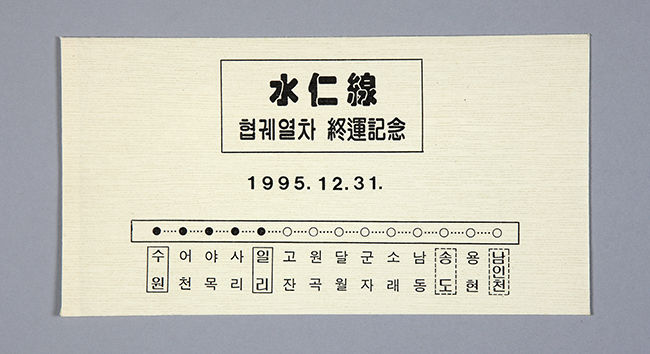 水仁線
협궤열차 終運記念
1995.12.31.
수원 어천 야목 사리 일리 고잔 원곡 달월 군자 소래 남동 송도 용현 남인천